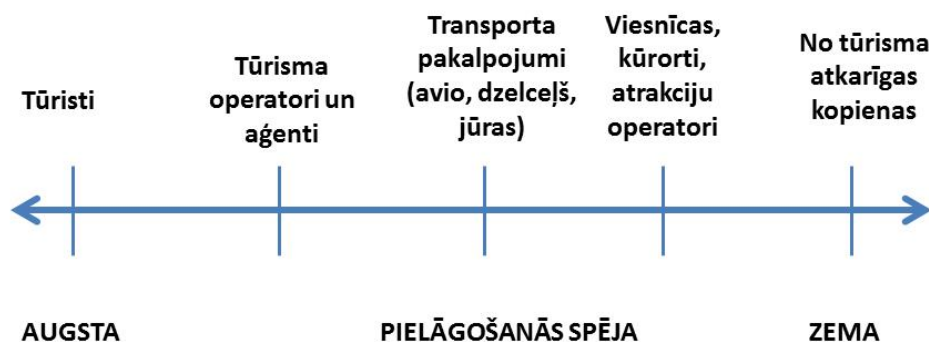 Tūristi
Tūrisma
operatori un
aģenti
Transporta
pakalpojumi
(avio, dzelceļš,
jūras)
Viesnīcas,
kūrorti,
atrakciju
operatori
No tūrisma
atkarīgas
kopienas
AUGSTA
PIELĀGOŠANĀS SPĒJA
ZEMA